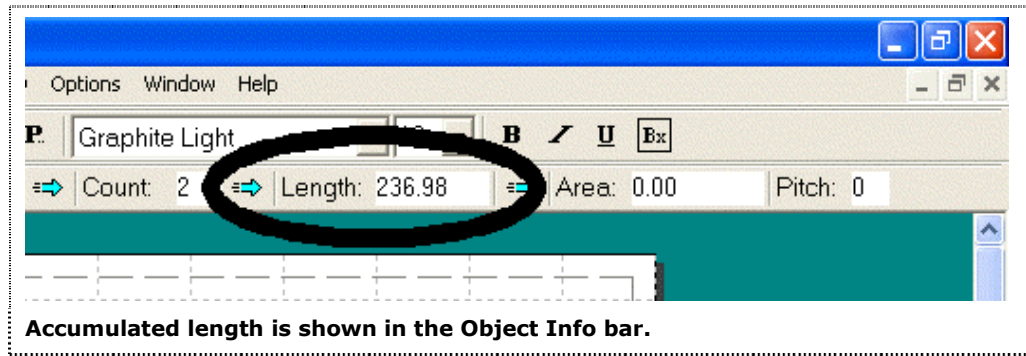 Options Window Help
P. Graphite Light B I U Bx
Count: 2 Length: 236.98 Area: 0.00 Pitch: 0
Accumulated length is shown in the Object Info bar.